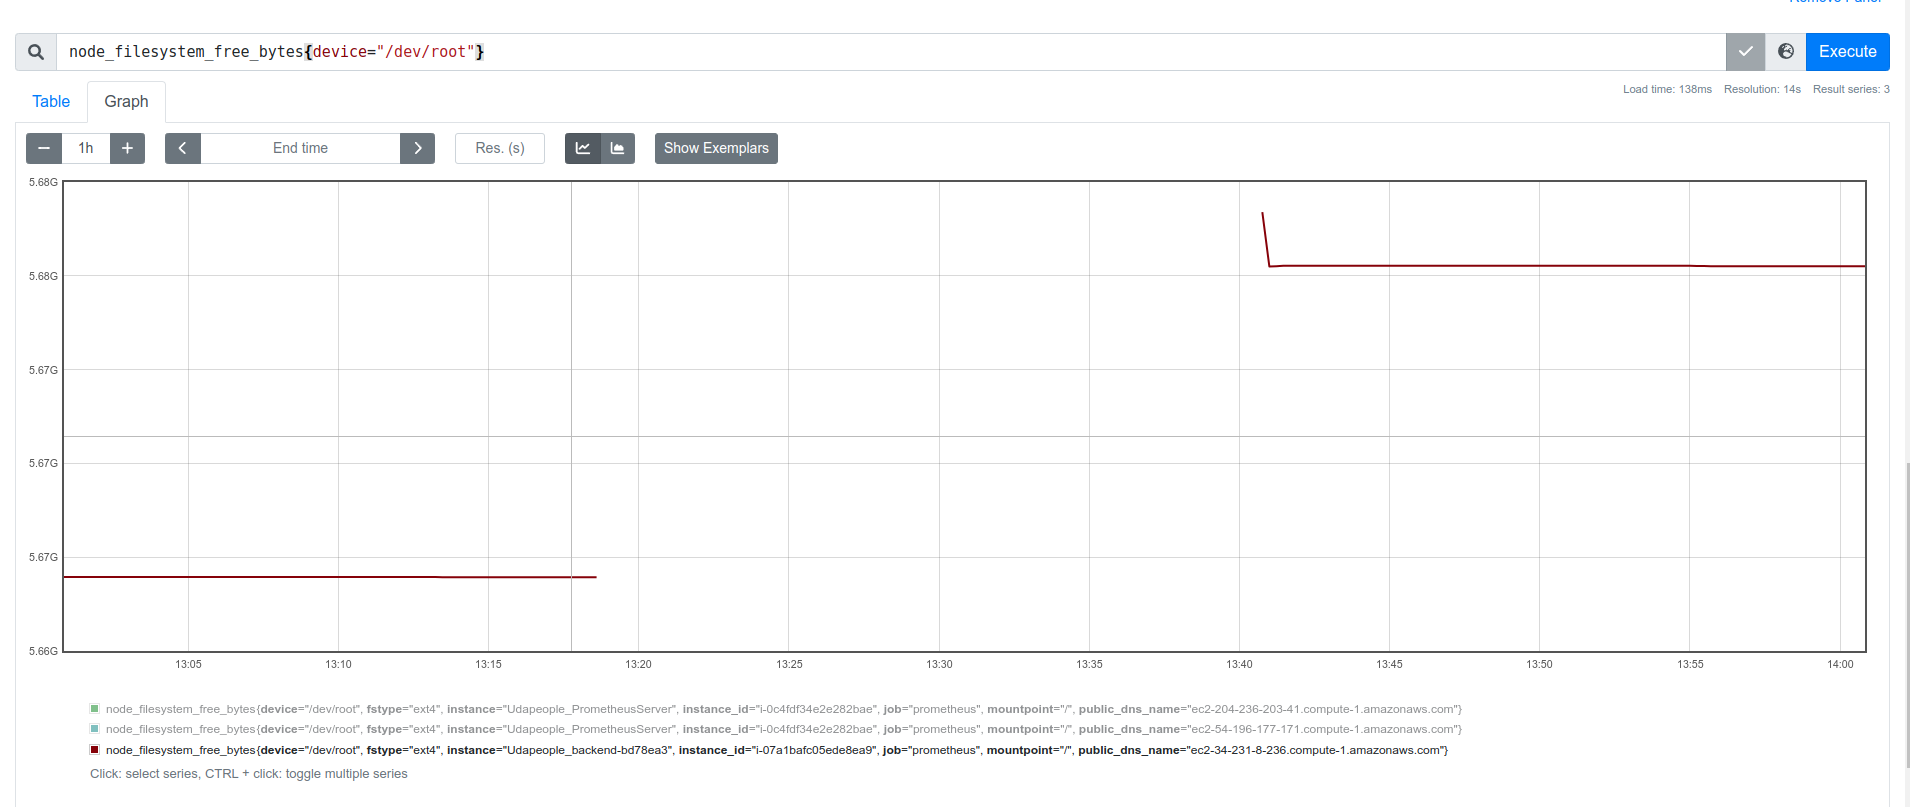 Remove Panel
node_filesystem_free_bytes{device="/dev/root"}
Execute
Table
Graph
Load time: 138ms Resolution: 14s Result series: 3
1h
End time
Res. (s)
Show Exemplars
5.68G
5.68G
5.67G
5.67G
5.67G
5.66G
13:05 13:10 13:15 13:20 13:25 13:30 13:35 13:40 13:45 13:50 13:55 14:00
node_filesystem_free_bytes{device="/dev/root", fstype="ext4", instance="Udapeople_PrometheusServer", instance_id="i-0c4fdf34e2e282bae", job="prometheus", mountpoint="/", public_dns_name="ec2-204-236-203-41.compute-1.amazonaws.com"}
node_filesystem_free_bytes{device="/dev/root", fstype="ext4", instance="Udapeople_PrometheusServer", instance_id="i-0c4fdf34e2e282bae", job="prometheus", mountpoint="/", public_dns_name="ec2-54-196-177-171.compute-1.amazonaws.com"}
node_filesystem_free_bytes{device="/dev/root", fstype="ext4", instance="Udapeople_backend-bd78ea3", instance_id="i-07a1bafc05ede8ea9", job="prometheus", mountpoint="/", public_dns_name="ec2-34-231-8-236.compute-1.amazonaws.com"}
Click: select series, CTRL + click: toggle multiple series